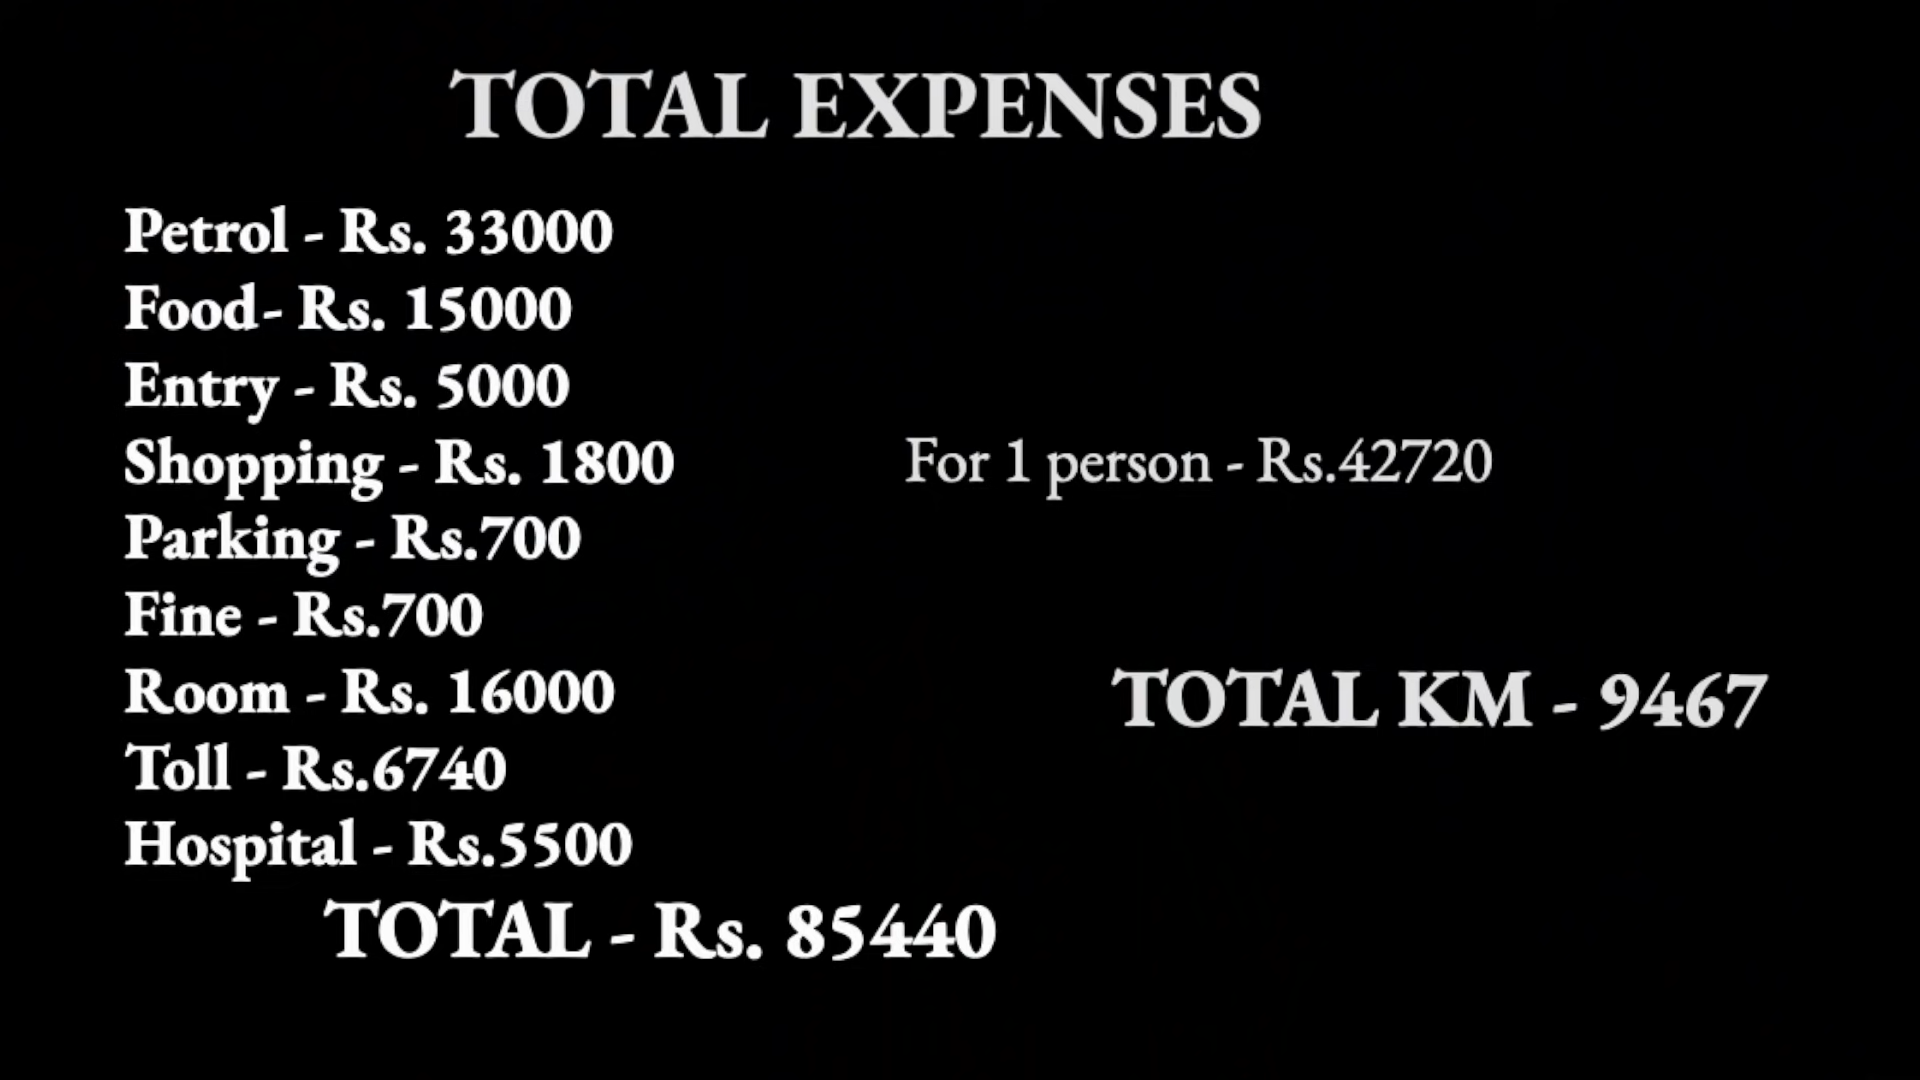 TOTAL EXPENSES
Petrol - Rs. 33000
Food- Rs. 15000
Entry - Rs. 5000
Shopping - Rs. 1800
For 1 person - Rs.42720
Parking - Rs.700
Fine - Rs.700
Room - Rs. 16000
TOTAL KM - 9467
Toll - Rs.6740
Hospital - Rs.5500
TOTAL - Rs. 85440